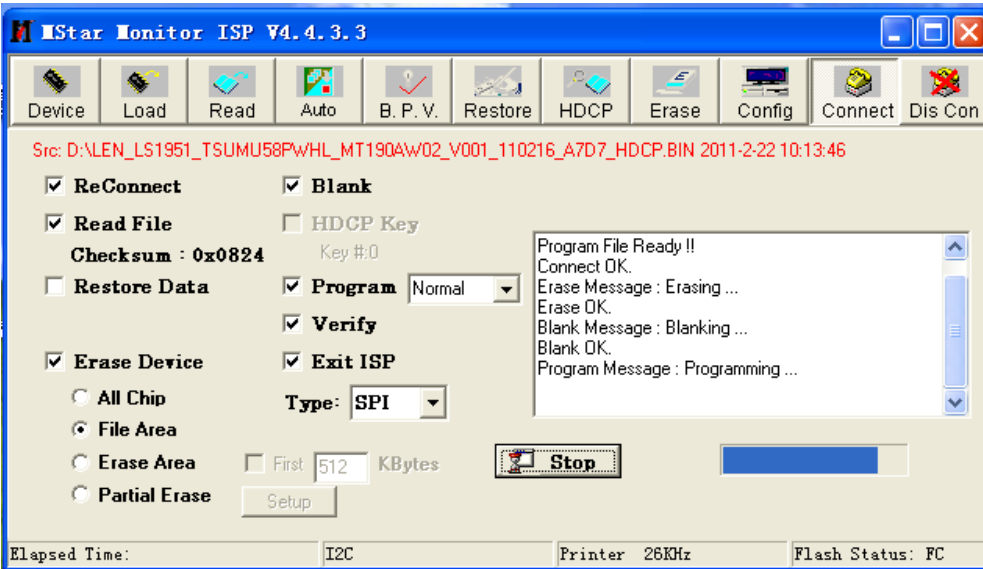 MStar Monitor ISP V4.4.3.3
Device Load Read Auto B.P.V. Restore HDCP Erase Config Connect Dis Con
Src: D:\LEN_LS1951_TSUMU58PWHL_MT190AW02_V001_110216_A7D7_HDCP.BIN 2011-2-22 10:13:46
ReConnect
Blank
Read File
HDCP Key
Checksum : 0x0824
Key #:0
Restore Data
Program Normal
Verify
Erase Device
Exit ISP
All Chip
Type: SPI
File Area
Erase Area
First 512 KBytes
Partial Erase
Setup
Program File Ready !!
Connect OK.
Erase Message : Erasing ...
Erase OK.
Blank Message : Blanking ...
Blank OK.
Program Message : Programming ...
Stop
Elapsed Time: I2C Printer 26KHz Flash Status: FC